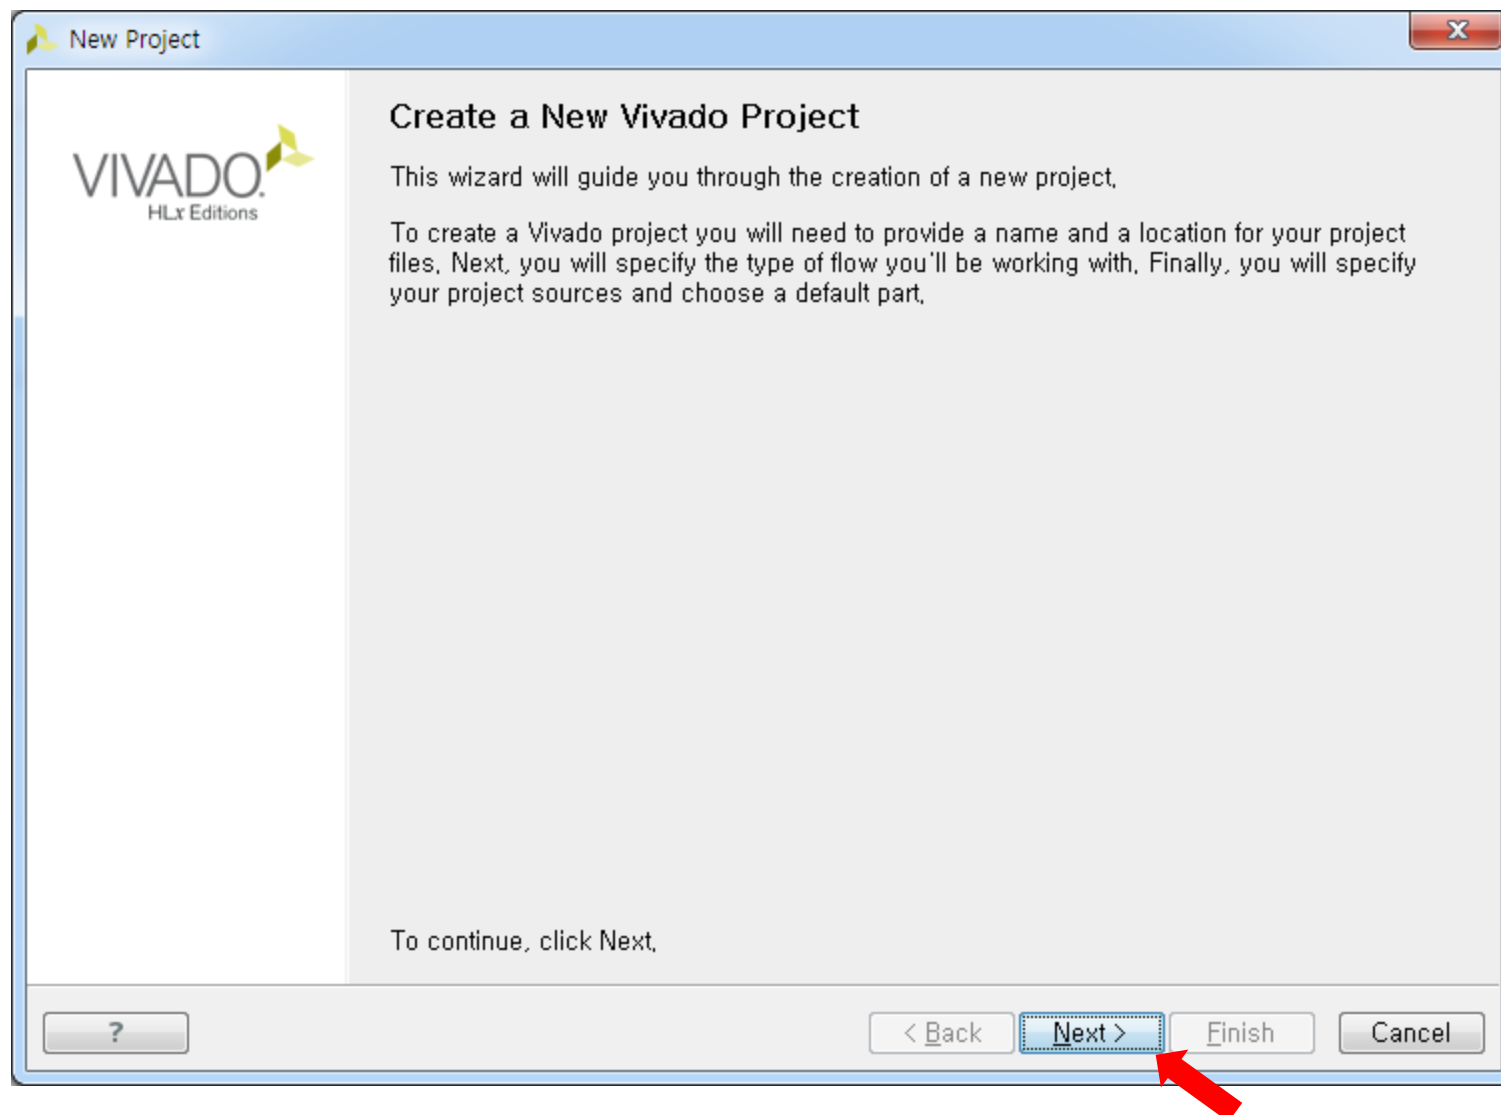 New Project
VIVADO.
HLx Editions
Create a New Vivado Project
This wizard will guide you through the creation of a new project.
To create a Vivado project you will need to provide a name and a location for your project
files. Next, you will specify the type of flow you'll be working with. Finally, you will specify
your project sources and choose a default part.
To continue, click Next.
?
< Back
Next >
Finish
Cancel